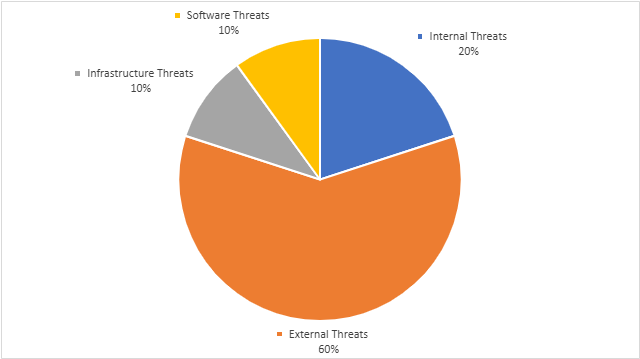 Software Threats
10%
Internal Threats
20%
Infrastructure Threats
10%
External Threats
60%